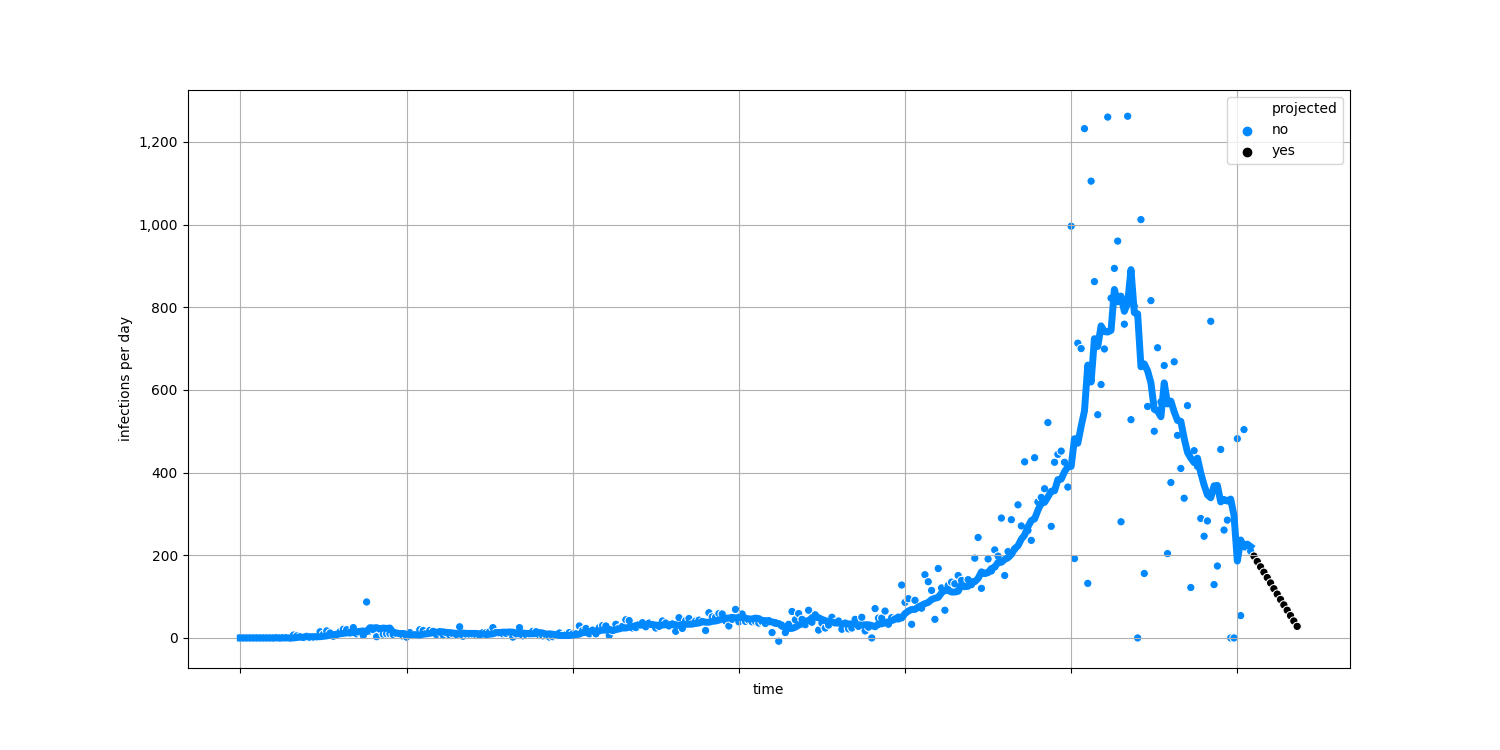 projected
no
yes
1,200
1,000
800
600
400
200
0
infections per day
time